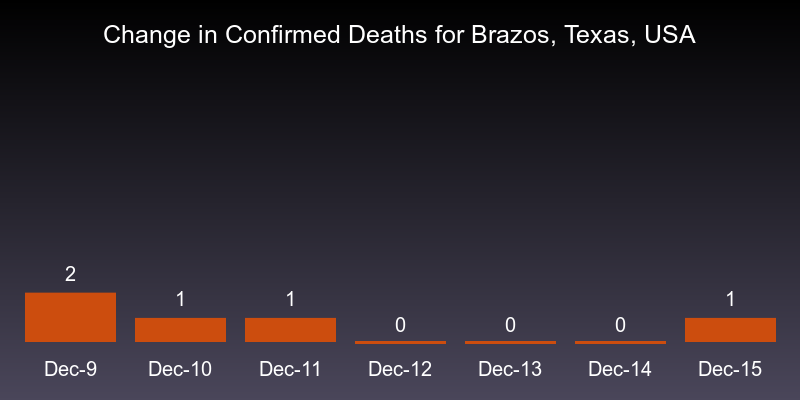 Change in Confirmed Deaths for Brazos, Texas, USA
2
1
1
0
0
0
1
Dec-9
Dec-10
Dec-11
Dec-12
Dec-13
Dec-14
Dec-15